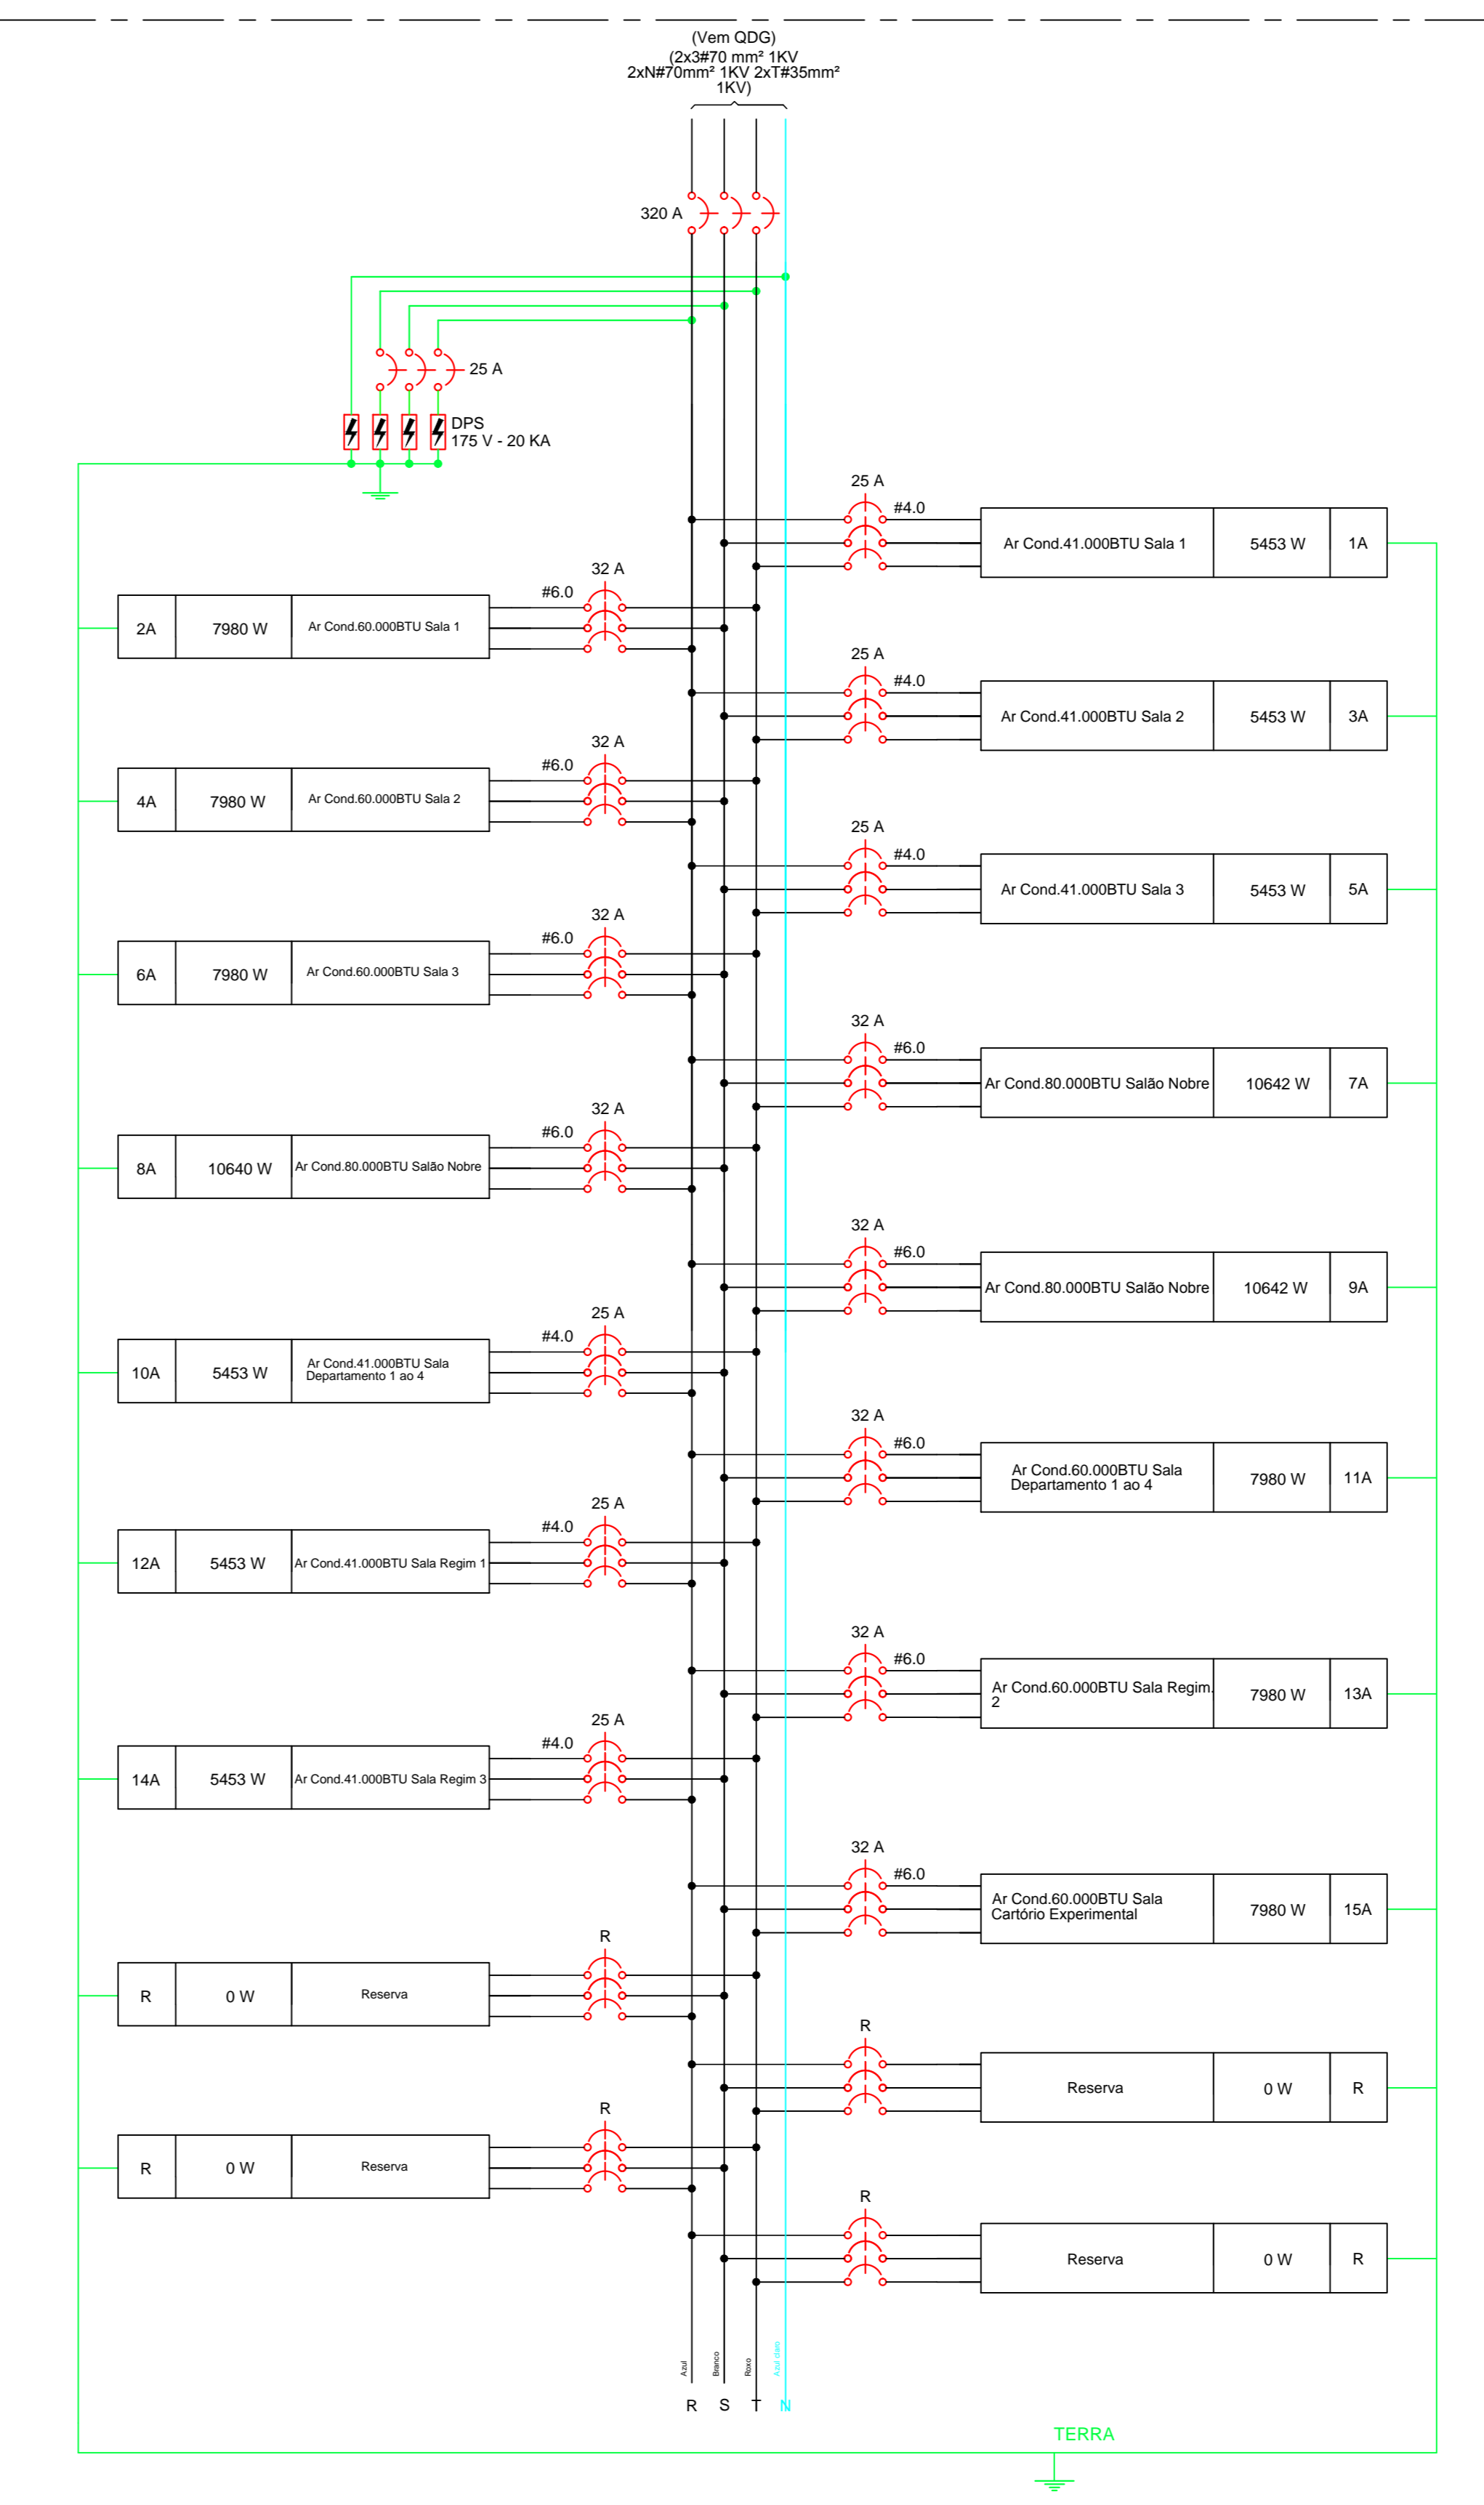 (Vem QDG)
(2x3#70 mm² 1KV
2xN#70mm² 1KV 2xT#35mm²
1KV)
320 A
25 A
DPS
175 V - 20 KA
25 A
#4.0
Ar Cond.41.000BTU Sala 1 5453 W 1A
32 A
#6.0
2A 7980 W Ar Cond.60.000BTU Sala 1
25 A
#4.0
Ar Cond.41.000BTU Sala 2 5453 W 3A
32 A
#6.0
4A 7980 W Ar Cond.60.000BTU Sala 2
25 A
#4.0
Ar Cond.41.000BTU Sala 3 5453 W 5A
32 A
#6.0
6A 7980 W Ar Cond.60.000BTU Sala 3
32 A
#6.0
Ar Cond.80.000BTU Salão Nobre 10642 W 7A
32 A
#6.0
8A 10640 W Ar Cond.80.000BTU Salão Nobre
32 A
#6.0
Ar Cond.80.000BTU Salão Nobre 10642 W 9A
25 A
#4.0
10A 5453 W Ar Cond.41.000BTU Sala
Departamento 1 ao 4
32 A
#6.0
Ar Cond.60.000BTU Sala
Departamento 1 ao 4 7980 W 11A
25 A
#4.0
12A 5453 W Ar Cond.41.000BTU Sala Regim 1
32 A
#6.0
Ar Cond.60.000BTU Sala Regim.
2 7980 W 13A
25 A
#4.0
14A 5453 W Ar Cond.41.000BTU Sala Regim 3
32 A
#6.0
Ar Cond.60.000BTU Sala
Cartório Experimental 7980 W 15A
R
R 0 W Reserva
R
Reserva 0 W R
R
R 0 W Reserva
R
Reserva 0 W R
Azul
Branco
Roxo
Azul claro
R S T N
TERRA